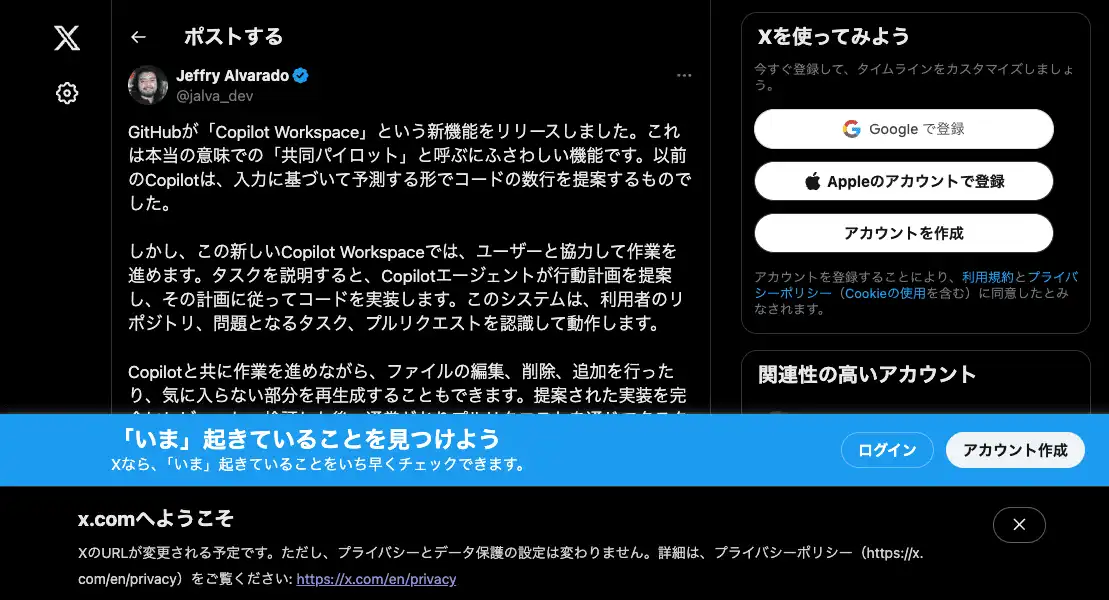 ポストする
Jeffry Alvarado
@jalva_dev
GitHubが「Copilot Workspace」という新機能をリリースしました。これ
は本当の意味での「共同パイロット」と呼ぶにふさわしい機能です。以前
のCopilotは、入力に基づいて予測する形でコードの数行を提案するもので
した。
しかし、この新しいCopilot Workspaceでは、ユーザーと協力して作業を
進めます。タスクを説明すると、Copilotエージェントが行動計画を提案
し、その計画に従ってコードを実装します。このシステムは、利用者のリ
ポジトリ、問題となるタスク、プルリクエストを認識して動作します。
Copilotと共に作業を進めながら、ファイルの編集、削除、追加を行った
り、気に入らない部分を再生成することもできます。提案された実装を完
Xを使ってみよう
今すぐ登録して、タイムラインをカスタマイズしましょ
う。
Google で登録
Appleのアカウントで登録
アカウントを作成
アカウントを登録することにより、利用規約とプライバ
シーポリシー（Cookieの使用を含む）に同意したとみ
なされます。
関連性の高いアカウント
「いま」起きていることを見つけよう
Xなら、「いま」起きていることをいち早くチェックできます。
ログイン
アカウント作成
x.comへようこそ
XのURLが変更される予定です。ただし、プライバシーとデータ保護の設定は変わりません。詳細は、プライバシーポリシー（https://x.
com/en/privacy）をご覧ください: https://x.com/en/privacy